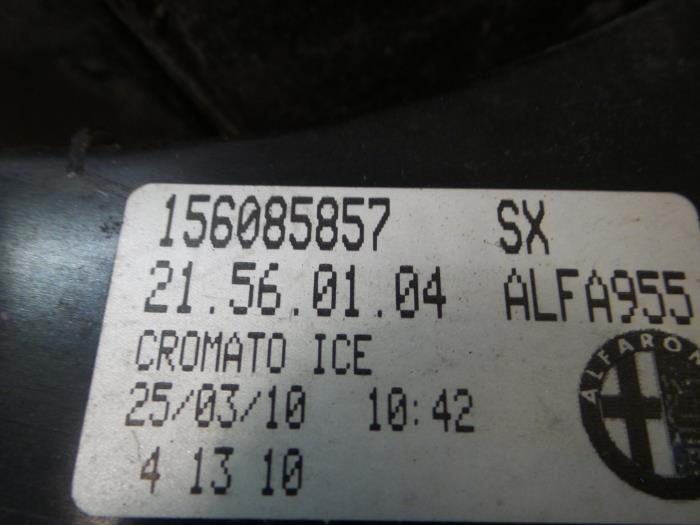 156085857 SX
21.56.01.04 ALFA955
CROMATO ICE
25/03/10 10:42
4 13 10